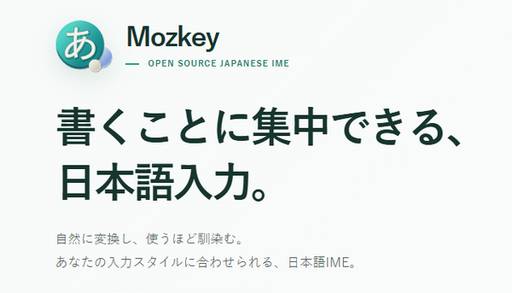 あ
Mozkey
OPEN SOURCE JAPANESE IME
書くことに集中できる、
日本語入力。
自然に変換し、使うほど馴染む。
あなたの入力スタイルに合わせられる、日本語IME。